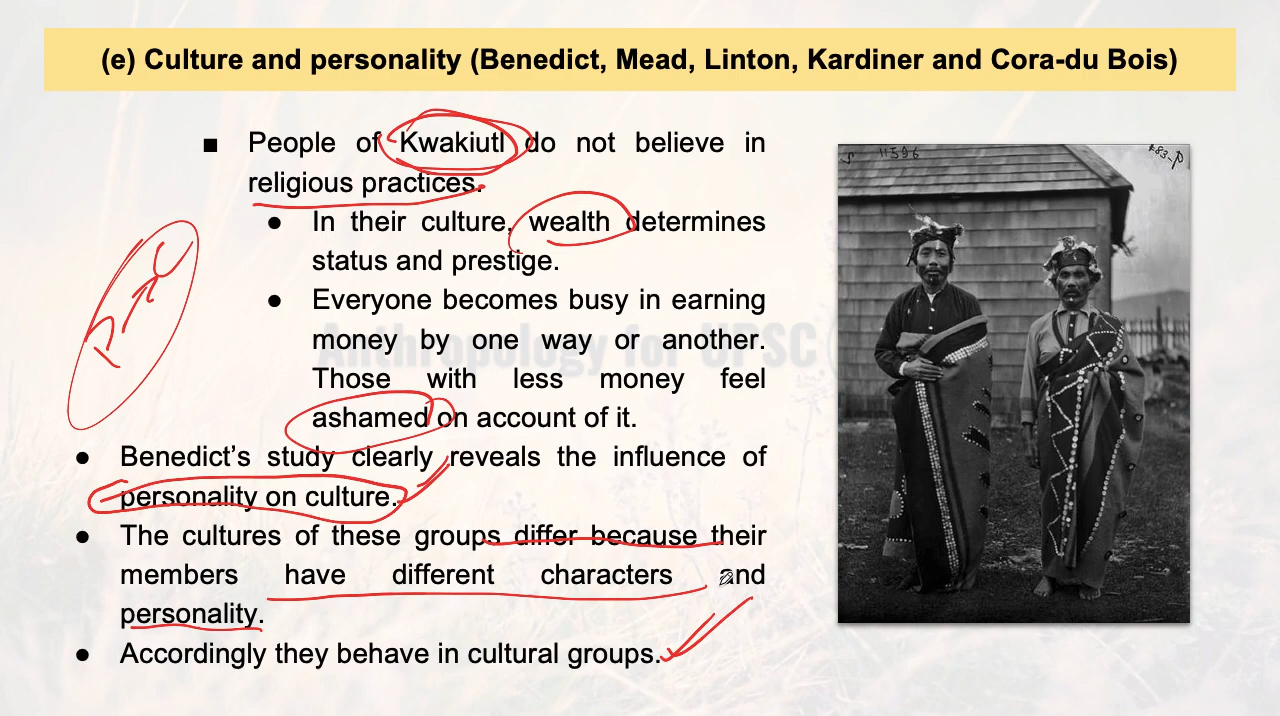 (e) Culture and personality (Benedict, Mead, Linton, Kardiner and Cora-du Bois)
■ People of Kwakiutl do not believe in
religious practices.
● In their culture, wealth determines
status and prestige.
● Everyone becomes busy in earning
money by one way or another.
Those with less money feel
ashamed on account of it.
● Benedict's study clearly reveals the influence of
personality on culture.
● The cultures of these groups differ because their
members have different characters and
personality.
● Accordingly they behave in cultural groups.
P → C
Anthropology for UPSC
11596